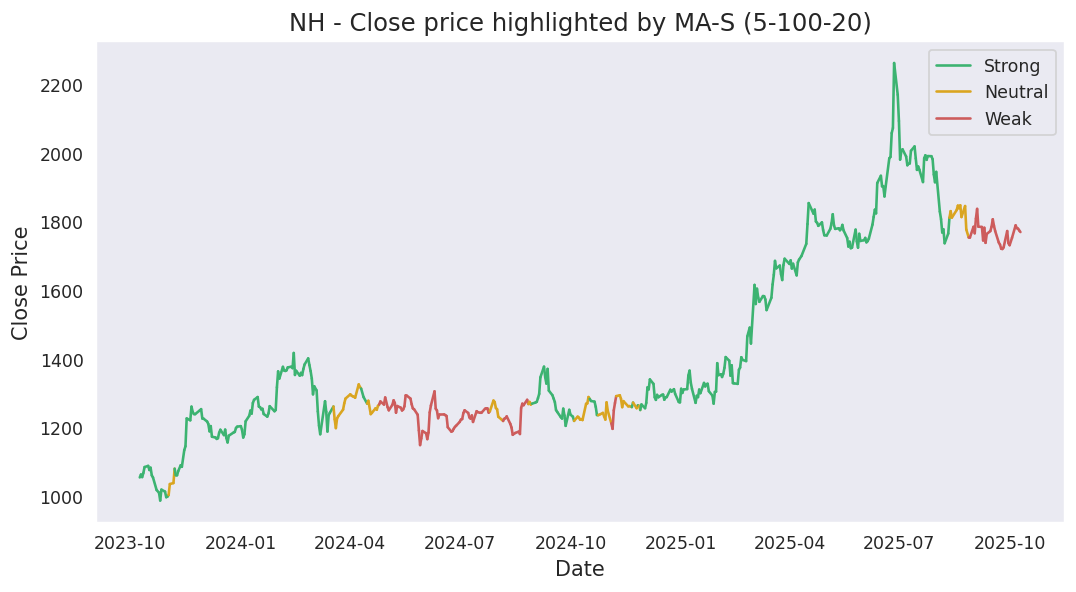 NH - Close price highlighted by MA-S (5-100-20)
Strong
Neutral
Weak
Close Price
2200
2000
1800
1600
1400
1200
1000
2023-10 2024-01 2024-04 2024-07 2024-10 2025-01 2025-04 2025-07 2025-10
Date